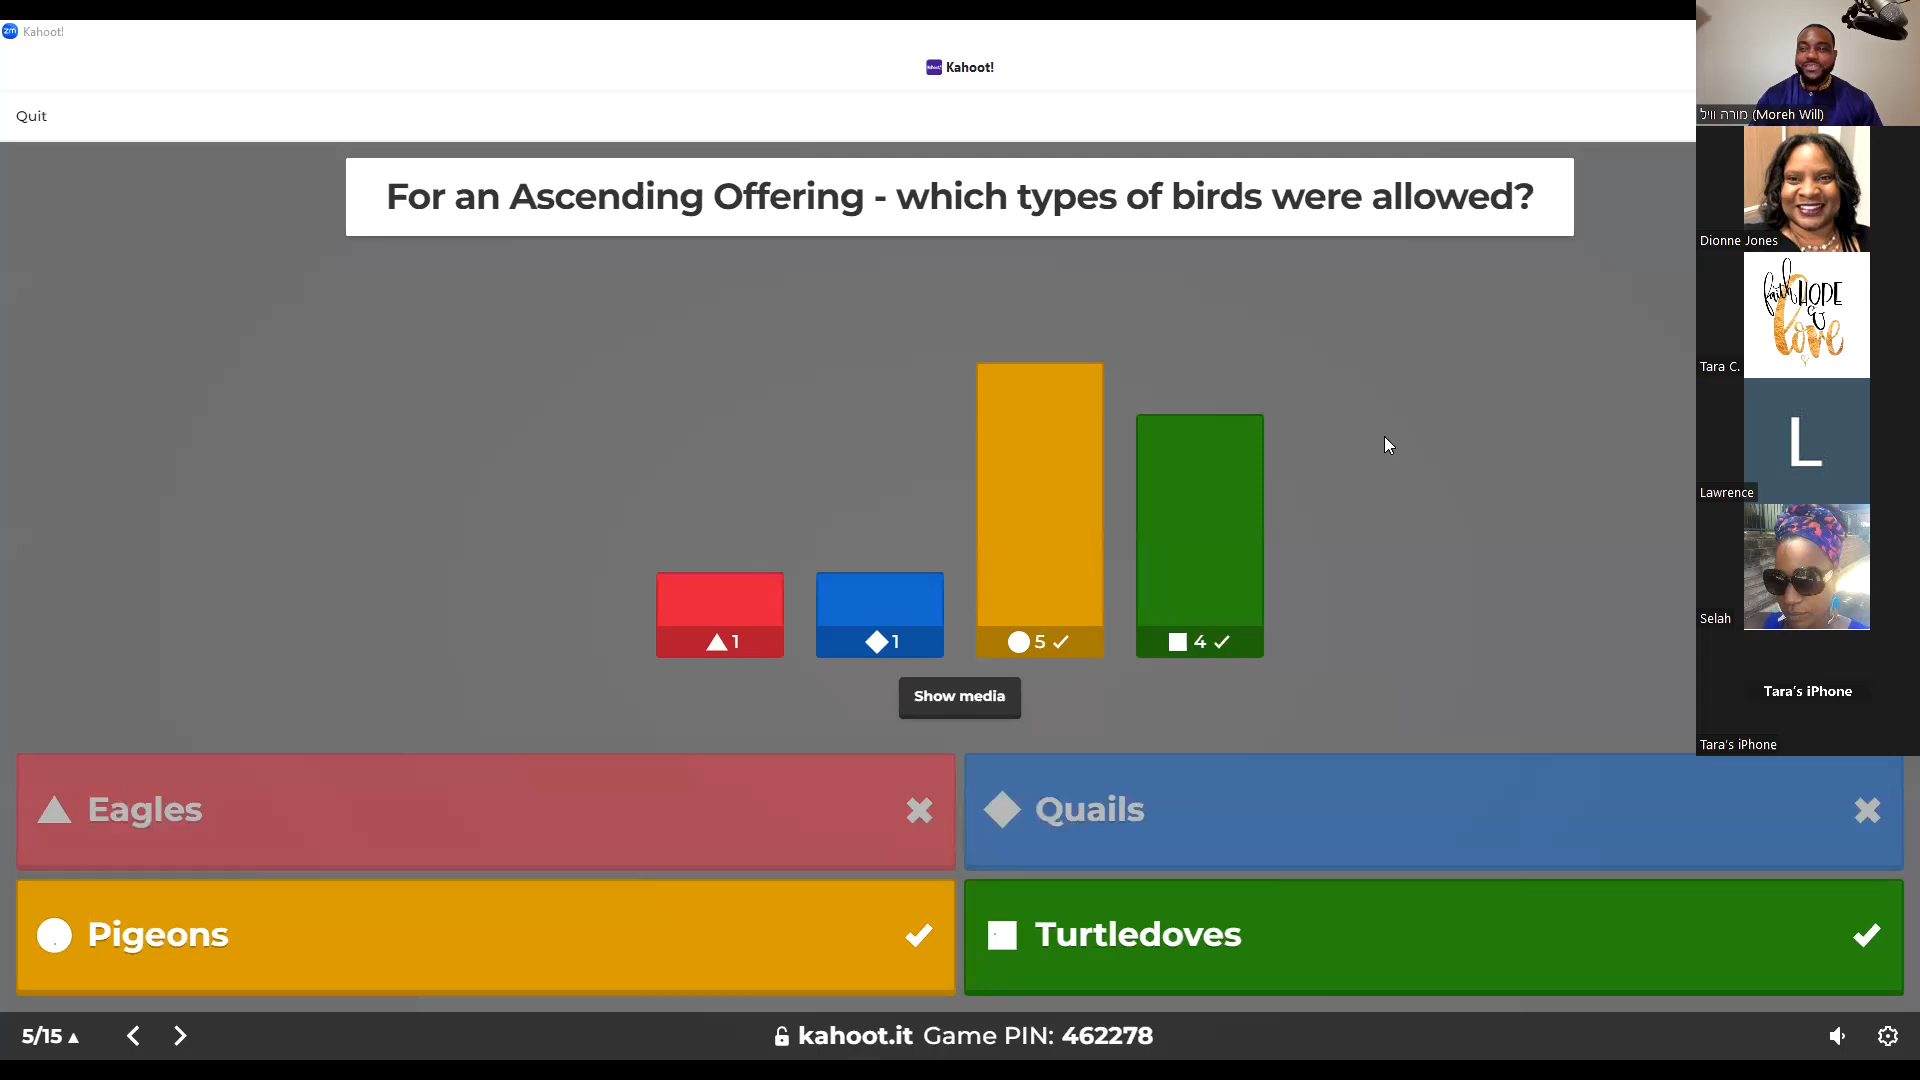 zm Kahoot!
Kahoot!
Quit
For an Ascending Offering - which types of birds were allowed?
1
1
5
4
Show media
Eagles
Quails
Pigeons
Turtledoves
5/15
kahoot.it Game PIN: 462278
מורה וויל (Moreh Will)
Dionne Jones
faith HOPE & love
Tara C.
L
Lawrence
Selah
Tara's iPhone
Tara's iPhone